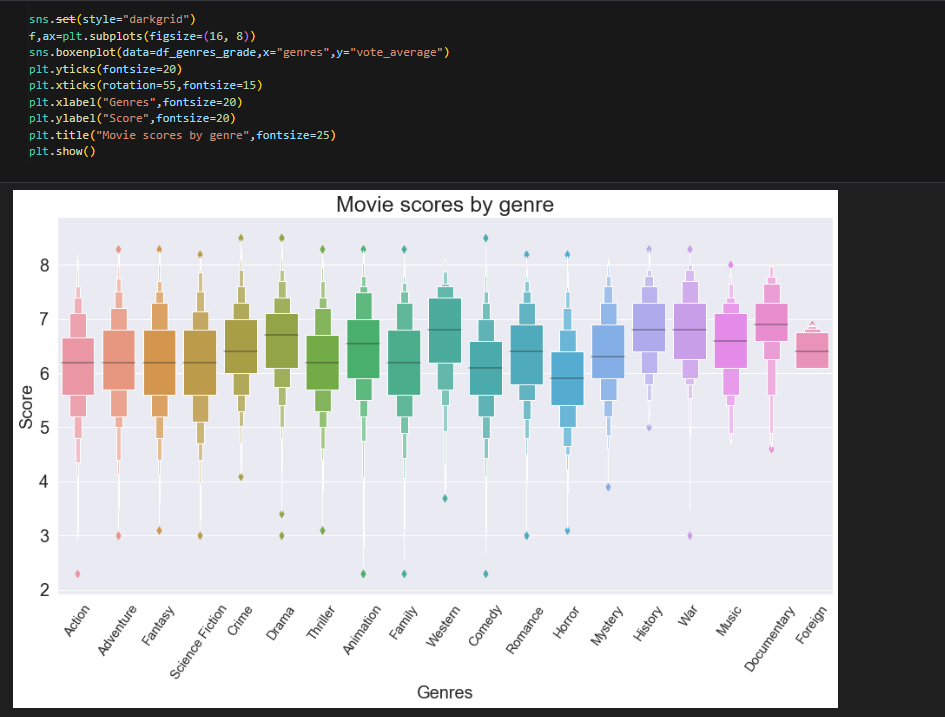 sns.set(style="darkgrid")
f,ax=plt.subplots(figsize=(16, 8))
sns.boxenplot(data=df_genres_grade,x="genres",y="vote_average")
plt.yticks(fontsize=20)
plt.xticks(rotation=55,fontsize=15)
plt.xlabel("Genres",fontsize=20)
plt.ylabel("Score",fontsize=20)
plt.title("Movie scores by genre",fontsize=25)
plt.show()
Movie scores by genre
8
7
6
5
4
3
2
Score
Action
Adventure
Fantasy
Science Fiction
Crime
Drama
Thriller
Animation
Family
Western
Comedy
Romance
Horror
Mystery
History
War
Music
Documentary
Foreign
Genres